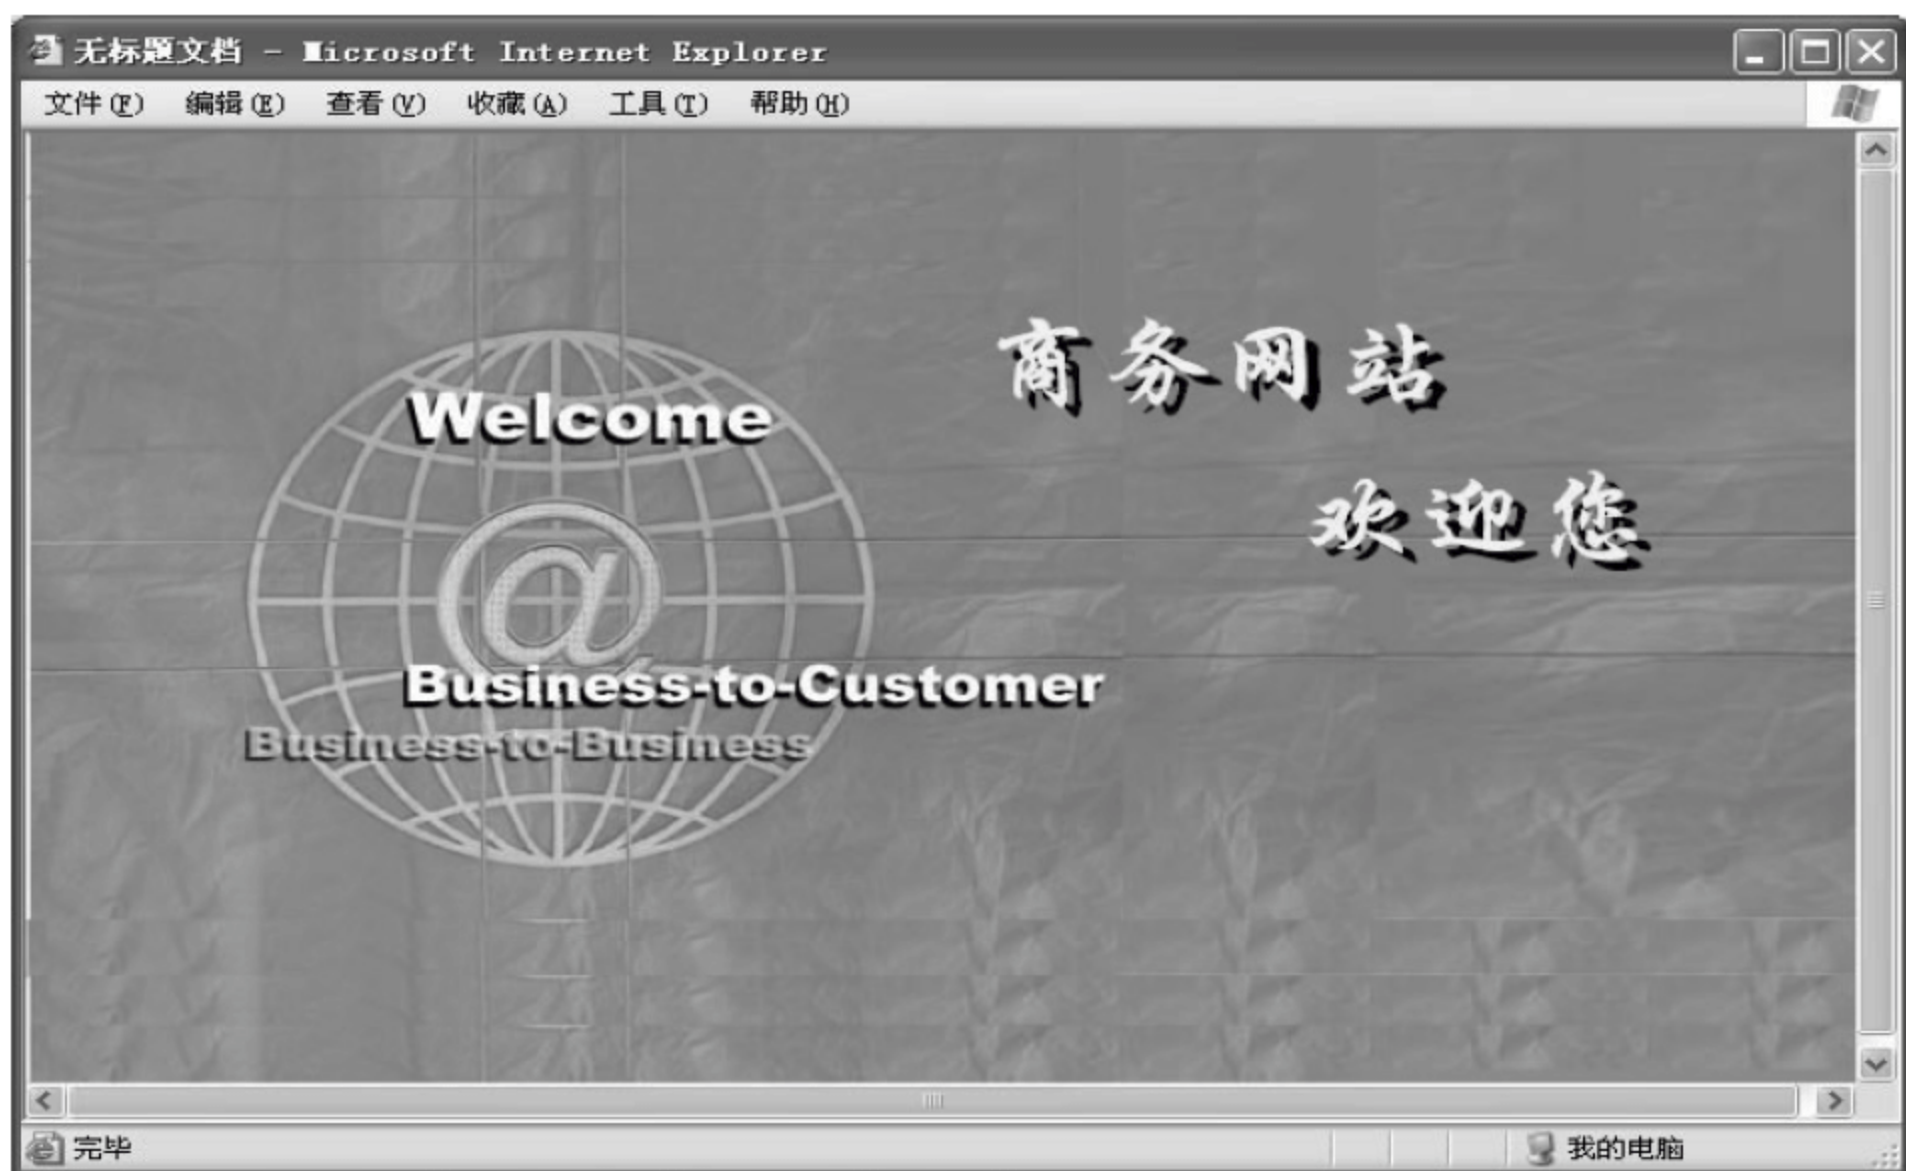 无标题文档 - Microsoft Internet Explorer
文件(F) 编辑(E) 查看(V) 收藏(A) 工具(T) 帮助(H)
商务网站
Welcome
欢迎您
@
Business-to-Customer
Business-to-Business
完毕 我的电脑